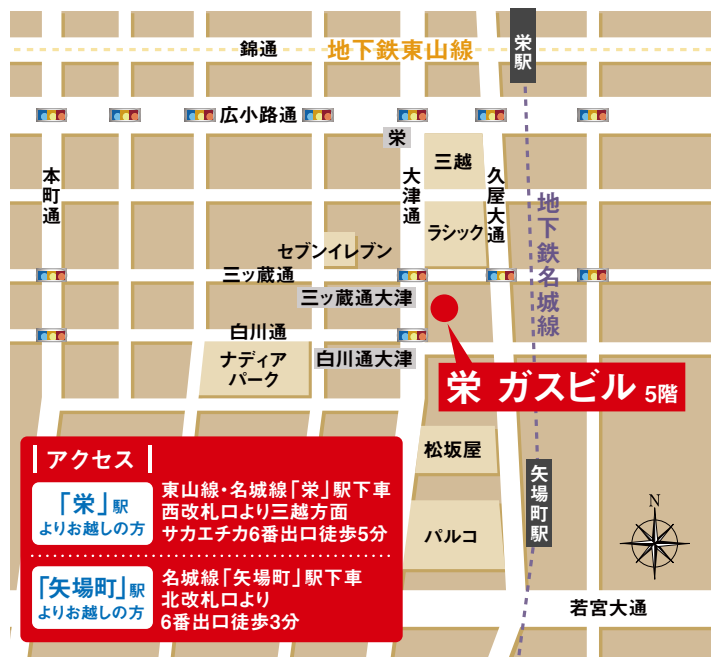 栄駅
錦通
地下鉄東山線
広小路通
栄
三越
本町通
大津通
久屋大通
地下鉄名城線
ラシック
セブンイレブン
三ッ蔵通
三ッ蔵通大津
白川通
ナディア
パーク
白川通大津
栄 ガスビル 5階
松坂屋
矢場町駅
パルコ
N
若宮大通
アクセス
「栄」駅
よりお越しの方
東山線・名城線「栄」駅下車
西改札口より三越方面
サカエチカ6番出口徒歩5分
「矢場町」駅
よりお越しの方
名城線「矢場町」駅下車
北改札口より
6番出口徒歩3分